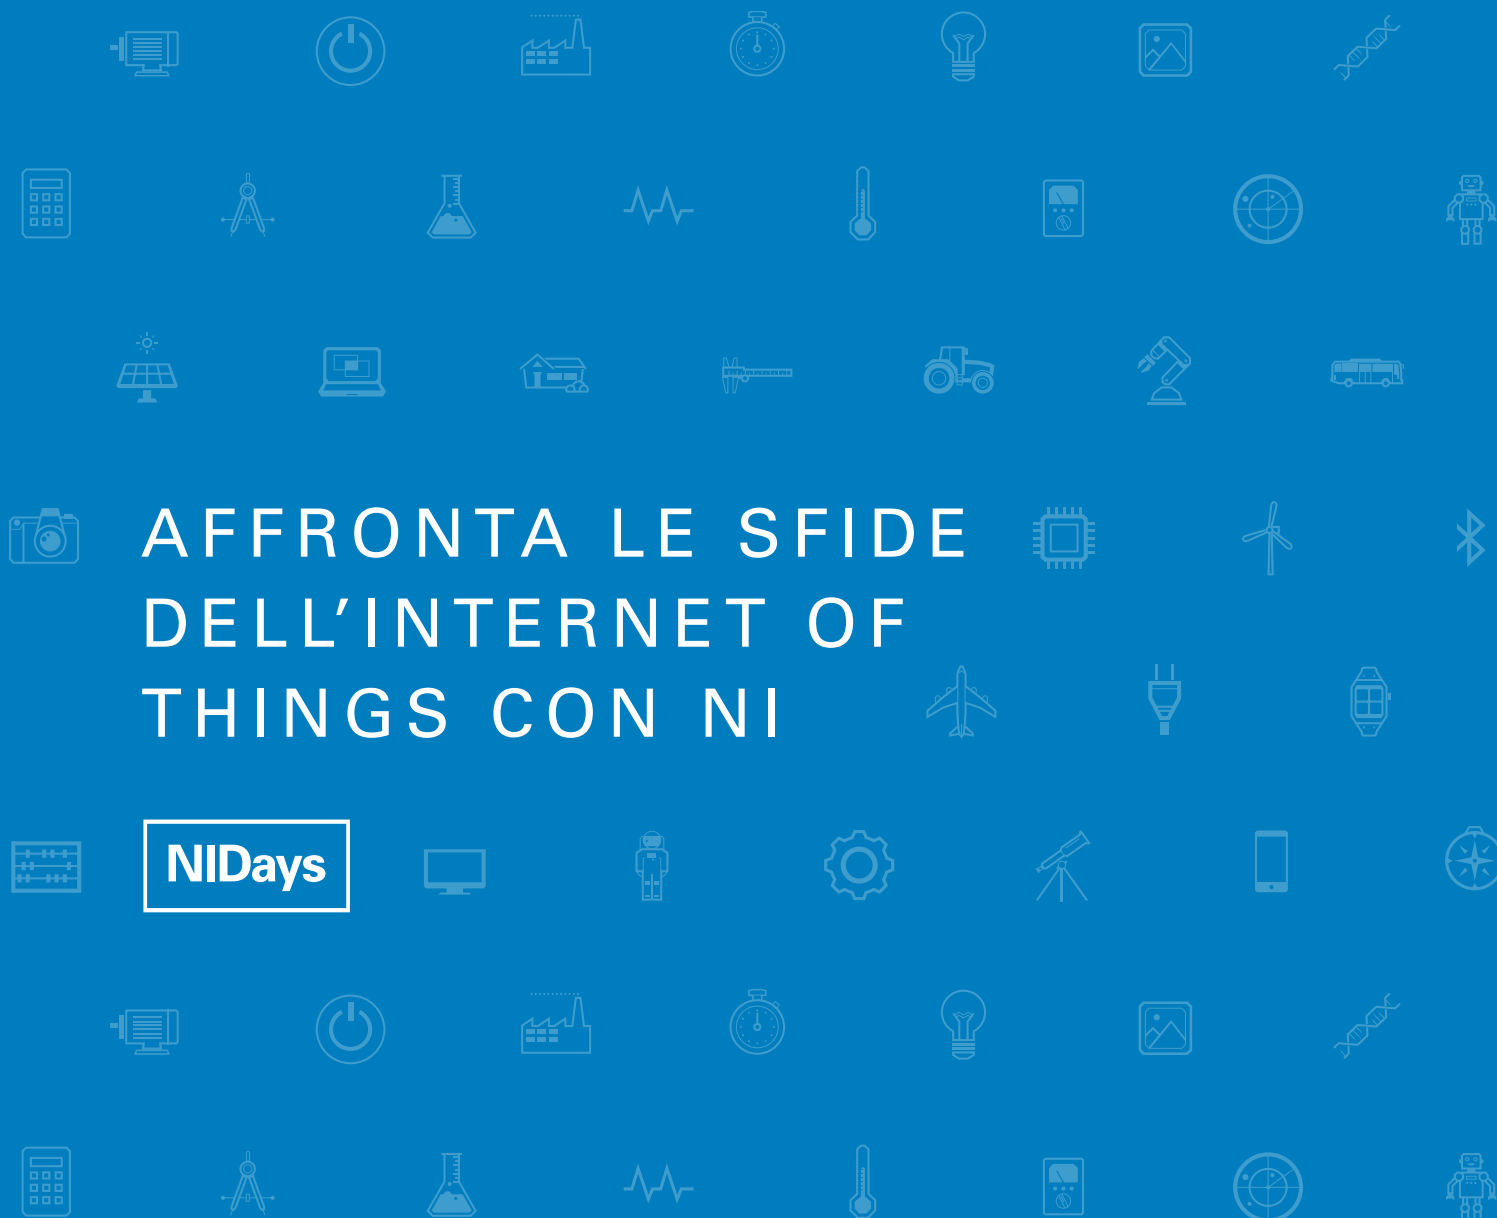 AFFRONTA LE SFIDE
DELL’INTERNET OF
THINGS CON NI
NIDays